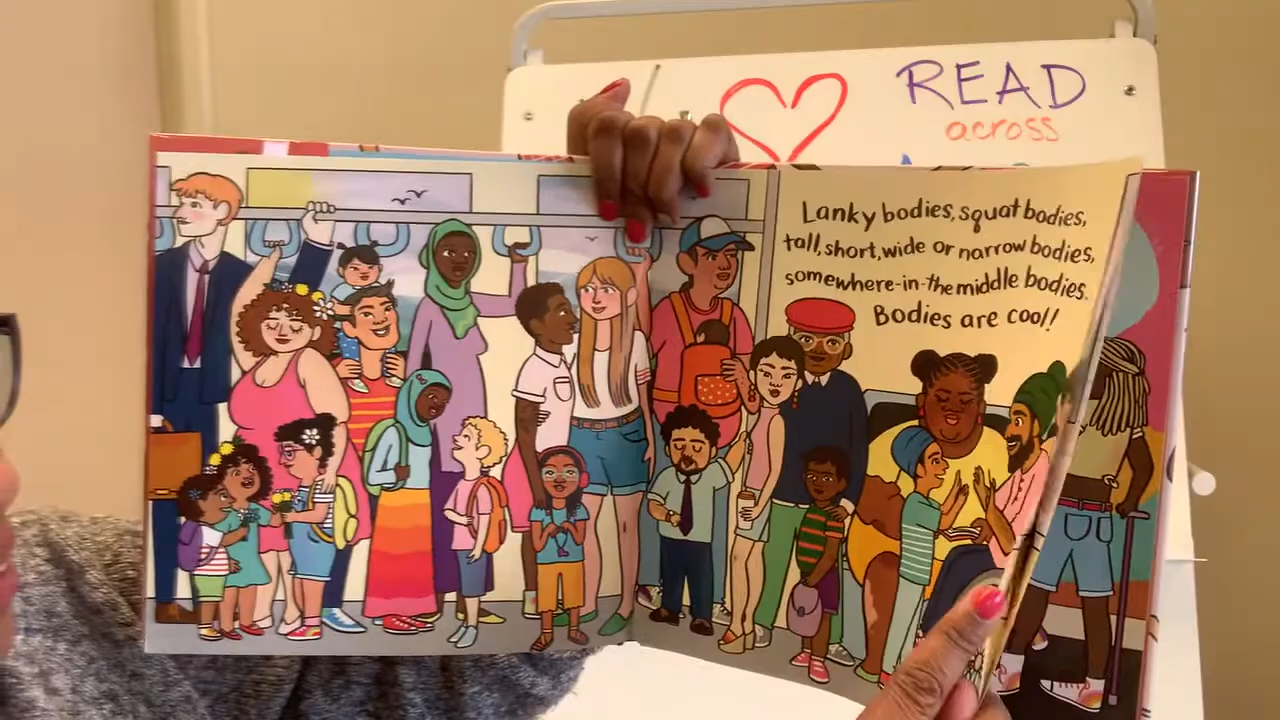 READ
across
Lanky bodies, squat bodies,
tall, short, wide or narrow bodies,
somewhere-in-the middle bodies.
Bodies are cool!